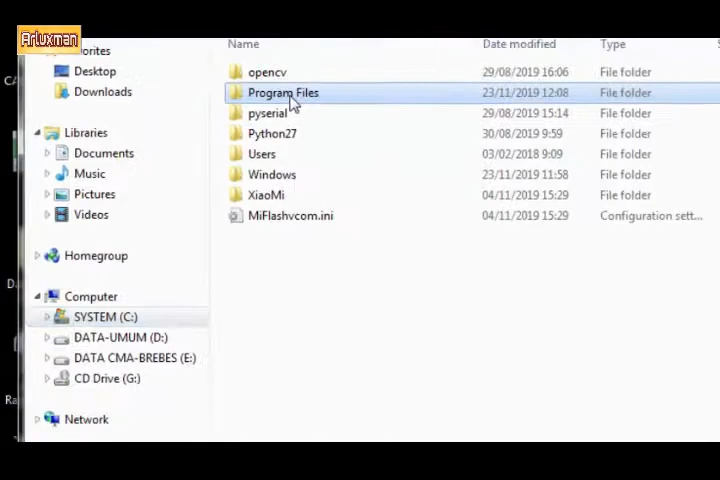 Arluxman
Favorites
Desktop
Downloads
Libraries
Documents
Music
Pictures
Videos
Homegroup
Computer
SYSTEM (C:)
DATA-UMUM (D:)
DATA CMA-BREBES (E:)
CD Drive (G:)
Network
Name Date modified Type
opencv 29/08/2019 16:06 File folder
Program Files 23/11/2019 12:08 File folder
pyserial 29/08/2019 15:14 File folder
Python27 30/08/2019 9:59 File folder
Users 03/02/2018 9:09 File folder
Windows 23/11/2019 11:58 File folder
XiaoMi 04/11/2019 15:29 File folder
MiFlashvcom.ini 04/11/2019 15:29 Configuration sett...